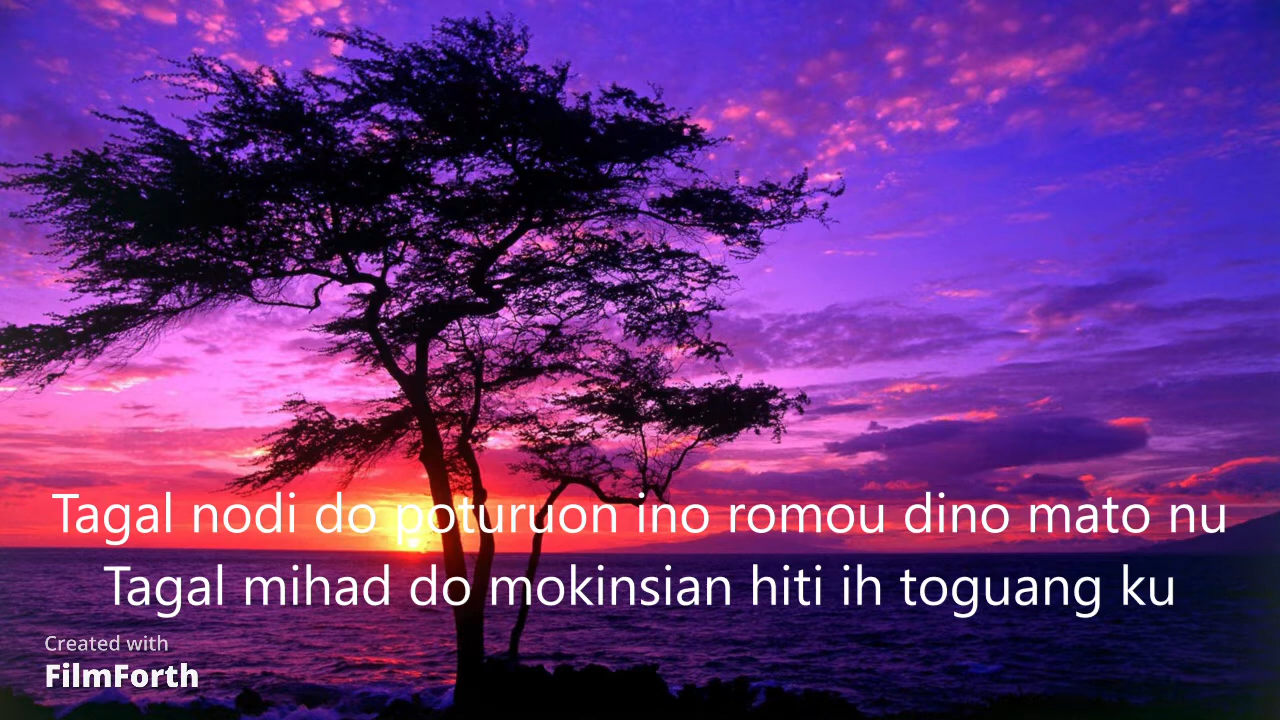 Tagal nodi do poturuon ino romou dino mato nu
Tagal mihad do mokinsian hiti ih toguang ku
Created with
FilmForth